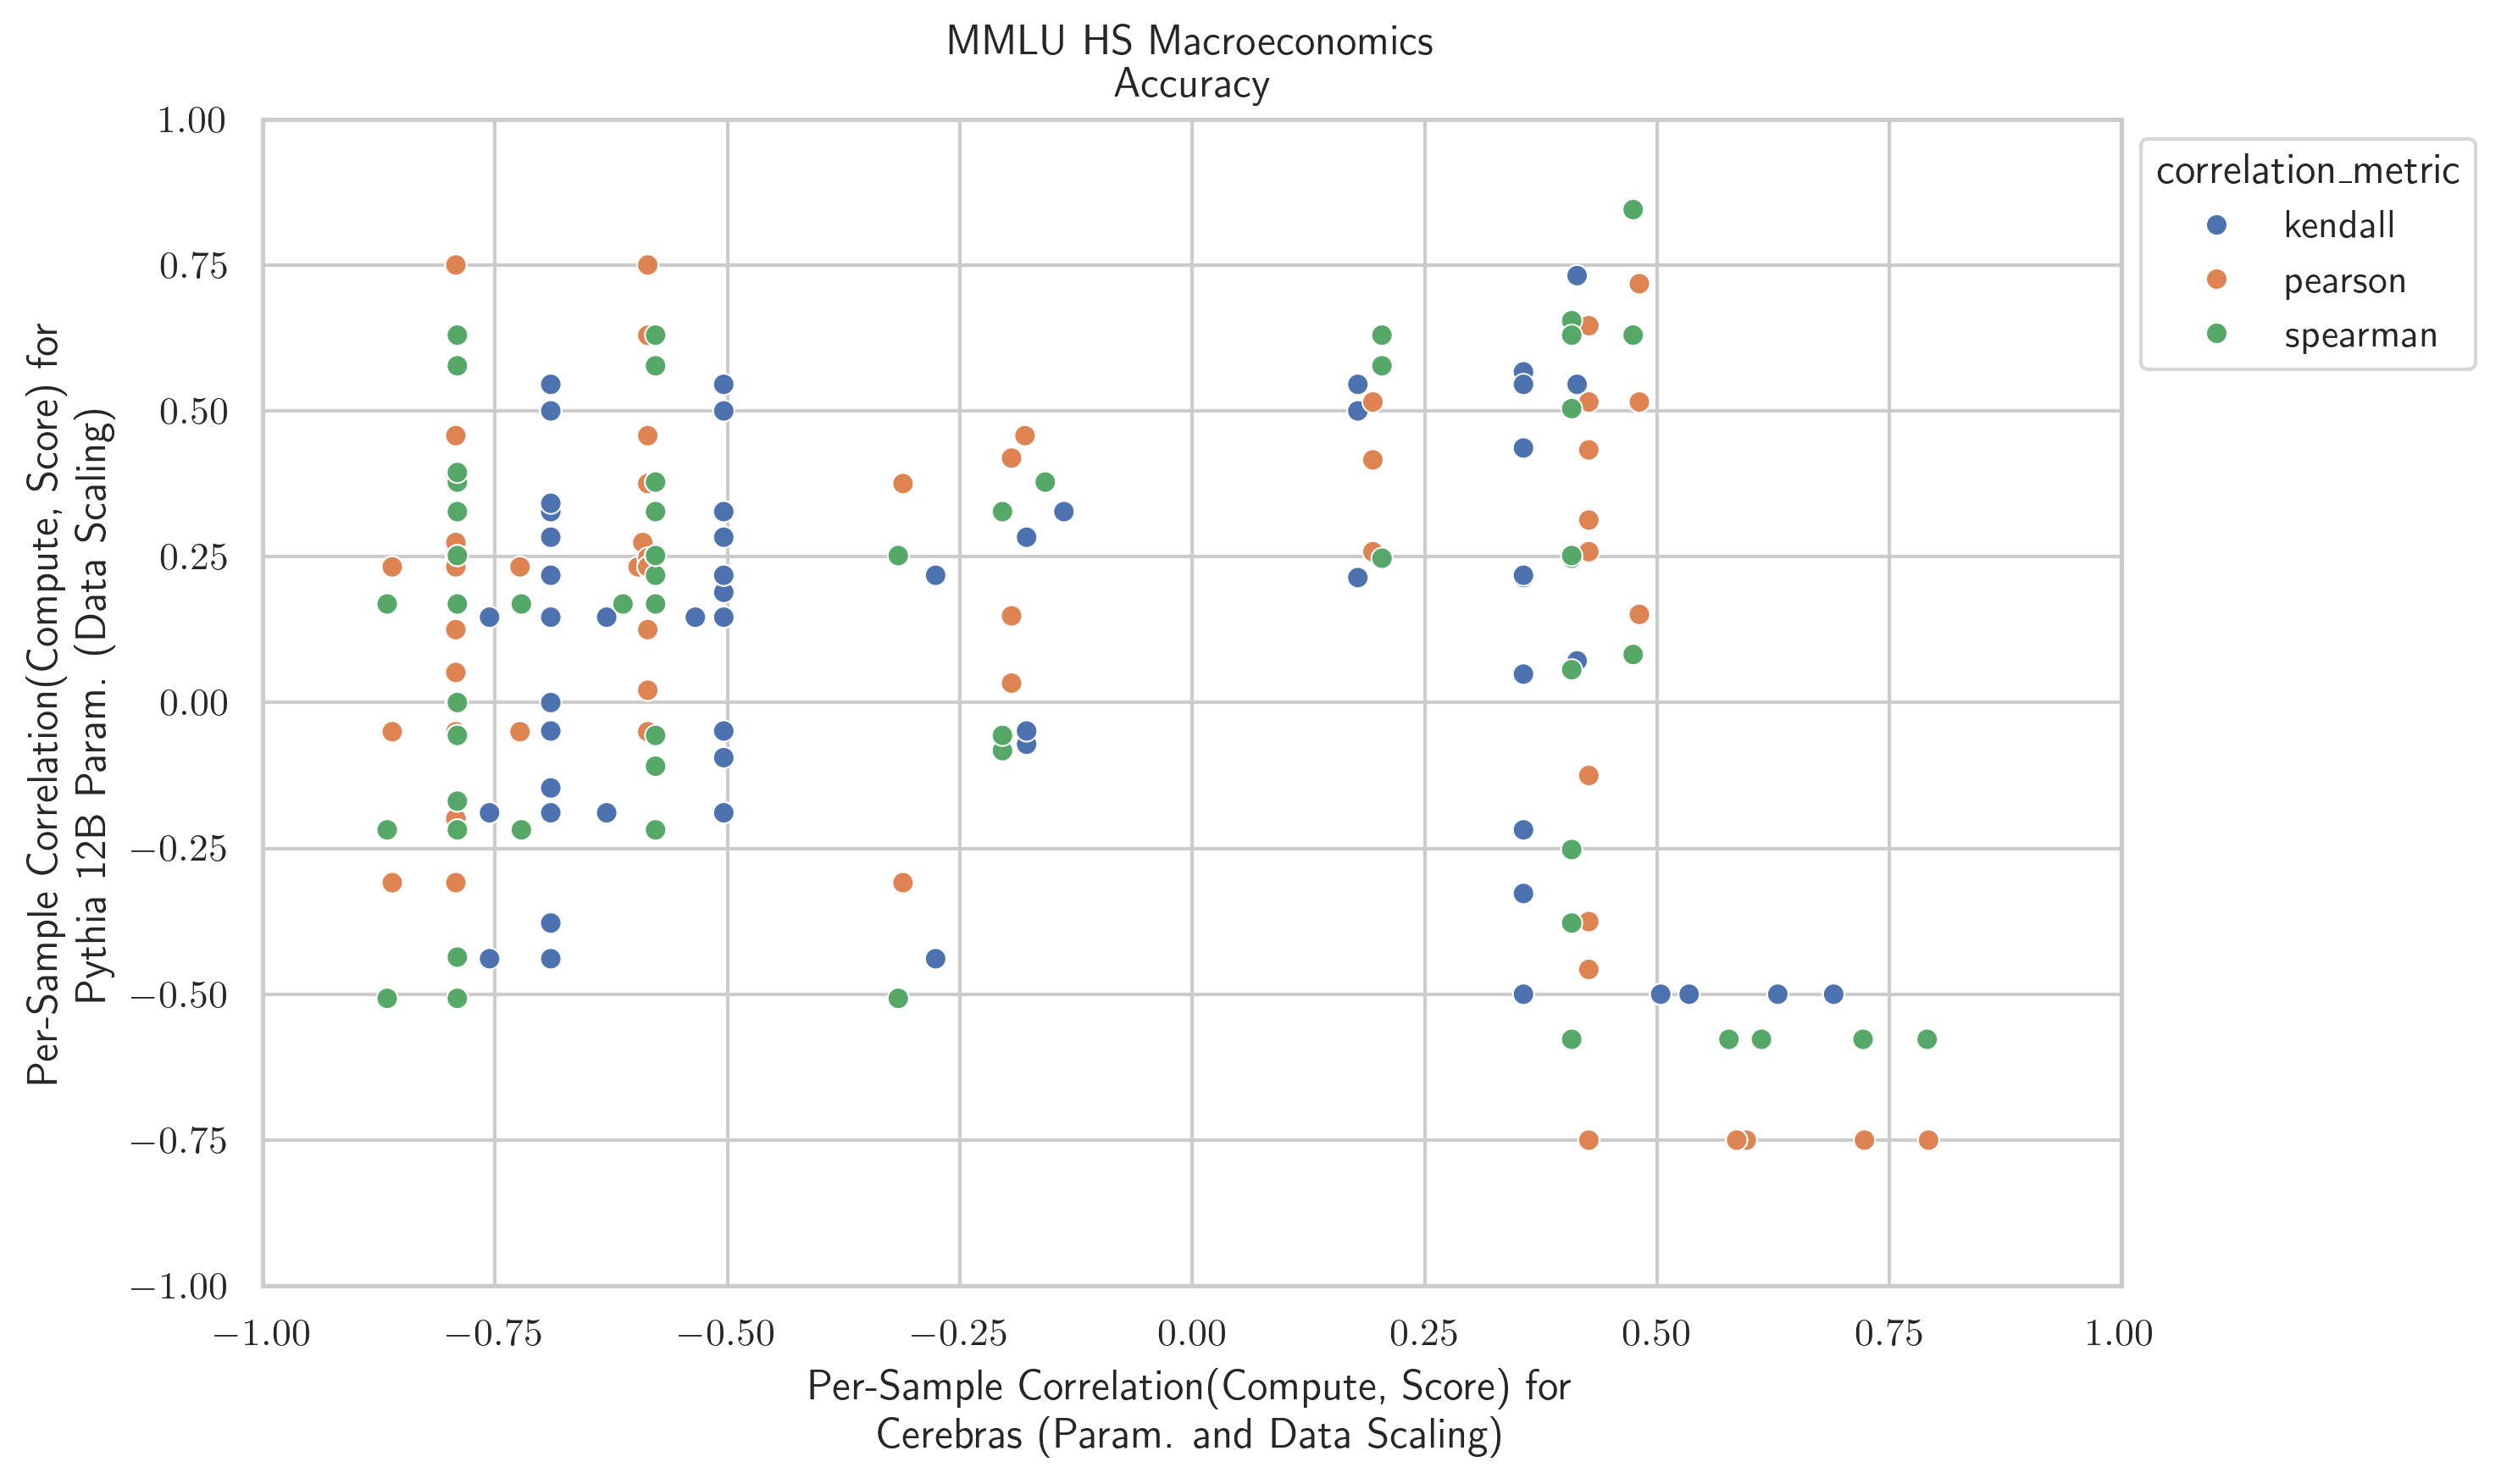 MMLU HS Macroeconomics
Accuracy
1.00
0.75
0.50
0.25
0.00
−0.25
−0.50
−0.75
−1.00
Per-Sample Correlation(Compute, Score) for
Pythia 12B Param. (Data Scaling)
−1.00 −0.75 −0.50 −0.25 0.00 0.25 0.50 0.75 1.00
Per-Sample Correlation(Compute, Score) for
Cerebras (Param. and Data Scaling)
correlation_metric
kendall
pearson
spearman